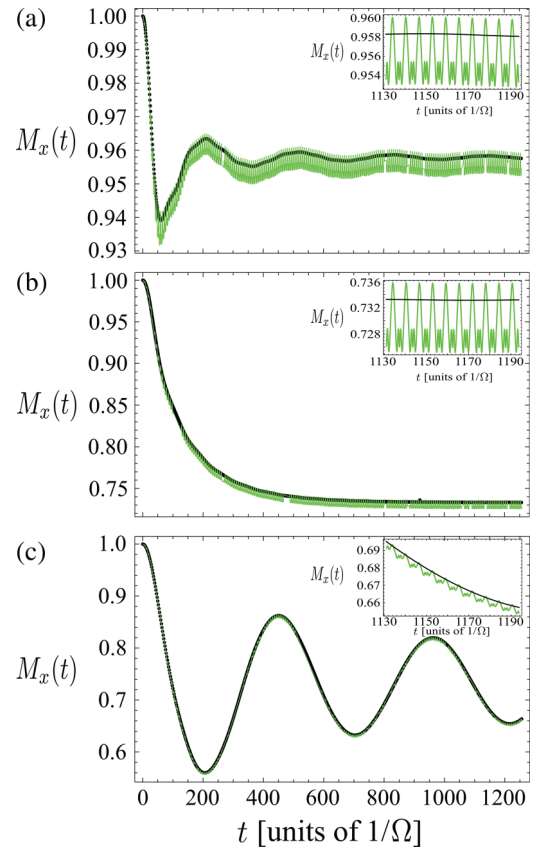 (a)
1.00
0.99
0.98
0.97
0.96
0.95
0.94
0.93
M_x(t)
0.960
0.958
0.956
0.954
M_x(t)
1130 1150 1170 1190
t [units of 1/Ω]
(b)
1.00
0.95
0.90
0.85
0.80
0.75
M_x(t)
0.736
0.732
0.728
M_x(t)
1130 1150 1170 1190
t [units of 1/Ω]
(c)
1.0
0.9
0.8
0.7
0.6
M_x(t)
0.69
0.68
0.67
0.66
M_x(t)
1130 1150 1170 1190
t [units of 1/Ω]
0 200 400 600 800 1000 1200
t [units of 1/Ω]